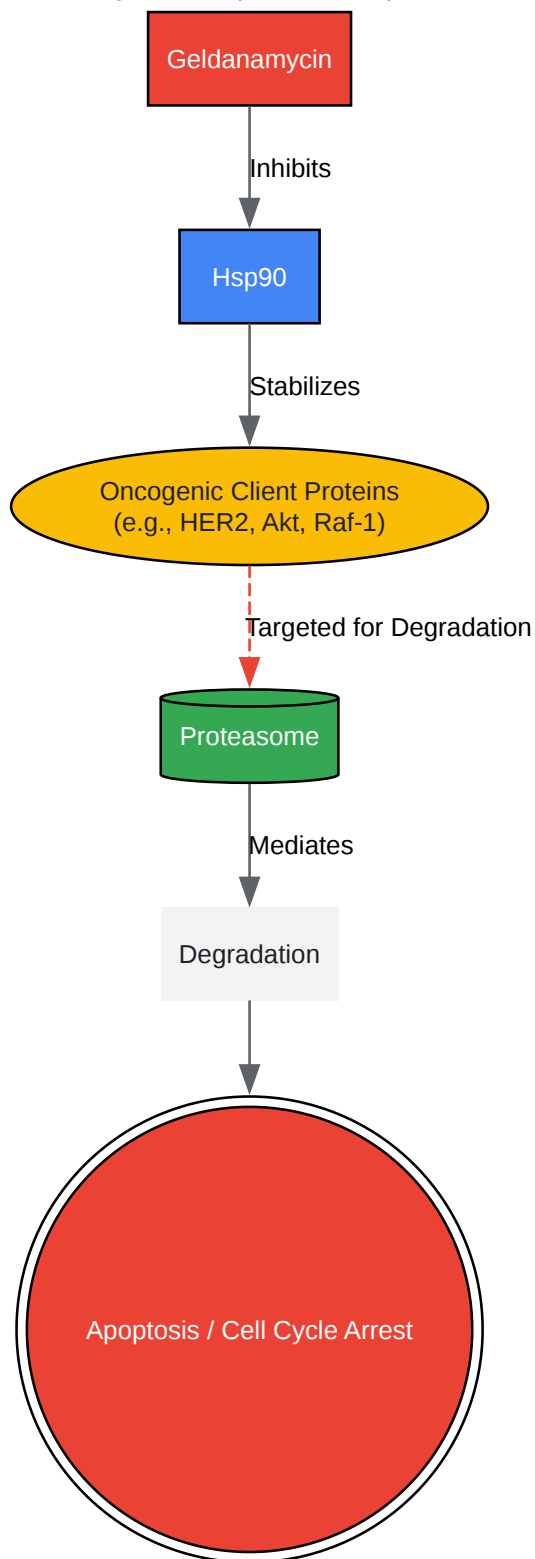 Geldanamycin
Inhibits
Hsp90
Stabilizes
Oncogenic Client Proteins
(e.g., HER2, Akt, Raf-1)
Targeted for Degradation
Proteasome
Mediates
Degradation
Apoptosis / Cell Cycle Arrest